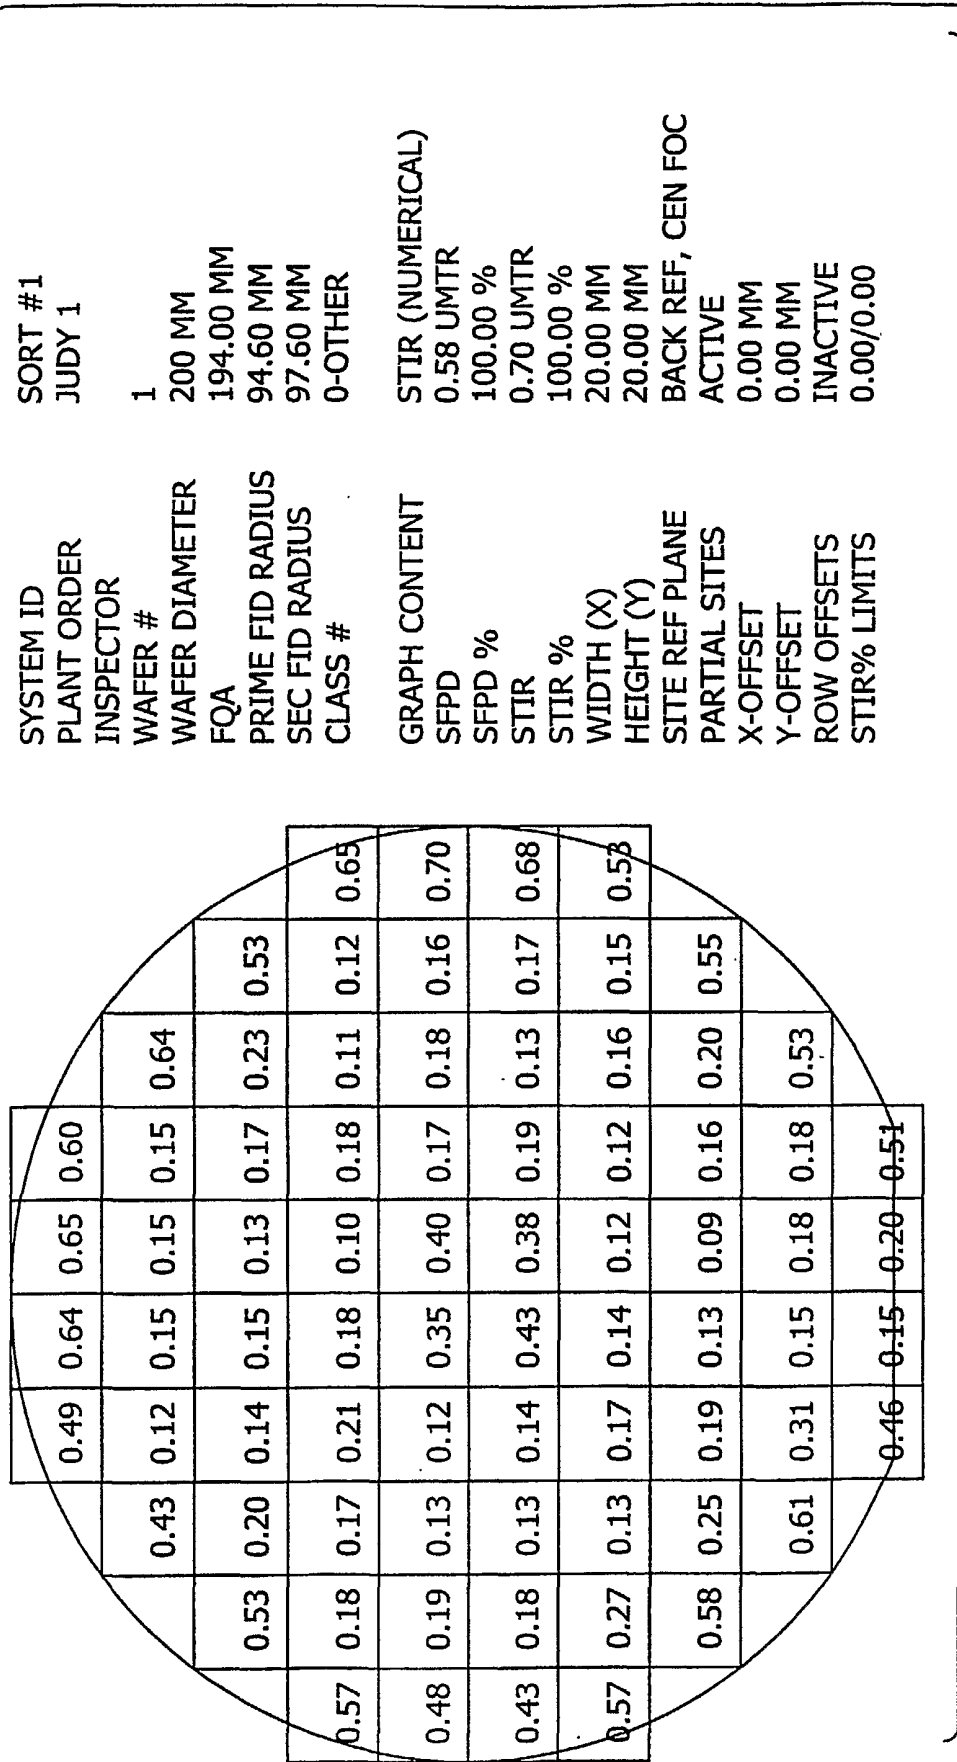 0.49 0.64 0.65 0.60
0.43 0.12 0.15 0.15 0.15 0.64
0.53 0.20 0.14 0.15 0.13 0.17 0.23 0.53
0.57 0.18 0.17 0.21 0.18 0.10 0.18 0.11 0.12 0.65
0.48 0.19 0.13 0.12 0.35 0.40 0.17 0.18 0.16 0.70
0.43 0.18 0.13 0.14 0.43 0.38 0.19 0.13 0.17 0.68
0.57 0.27 0.13 0.17 0.14 0.12 0.12 0.16 0.15 0.53
0.58 0.25 0.19 0.13 0.09 0.16 0.20 0.55
0.61 0.31 0.15 0.18 0.18 0.53
0.46 0.15 0.20 0.51
SYSTEM ID SORT #1
PLANT ORDER JUDY 1
INSPECTOR
WAFER # 1
WAFER DIAMETER 200 MM
FQA 194.00 MM
PRIME FID RADIUS 94.60 MM
SEC FID RADIUS 97.60 MM
CLASS # 0-OTHER
GRAPH CONTENT STIR (NUMERICAL)
SFPD 0.58 UMTR
SFPD % 100.00 %
STIR 0.70 UMTR
STIR % 100.00 %
WIDTH (X) 20.00 MM
HEIGHT (Y) 20.00 MM
SITE REF PLANE BACK REF, CEN FOC
PARTIAL SITES ACTIVE
X-OFFSET 0.00 MM
Y-OFFSET 0.00 MM
ROW OFFSETS INACTIVE
STIR% LIMITS 0.00/0.00